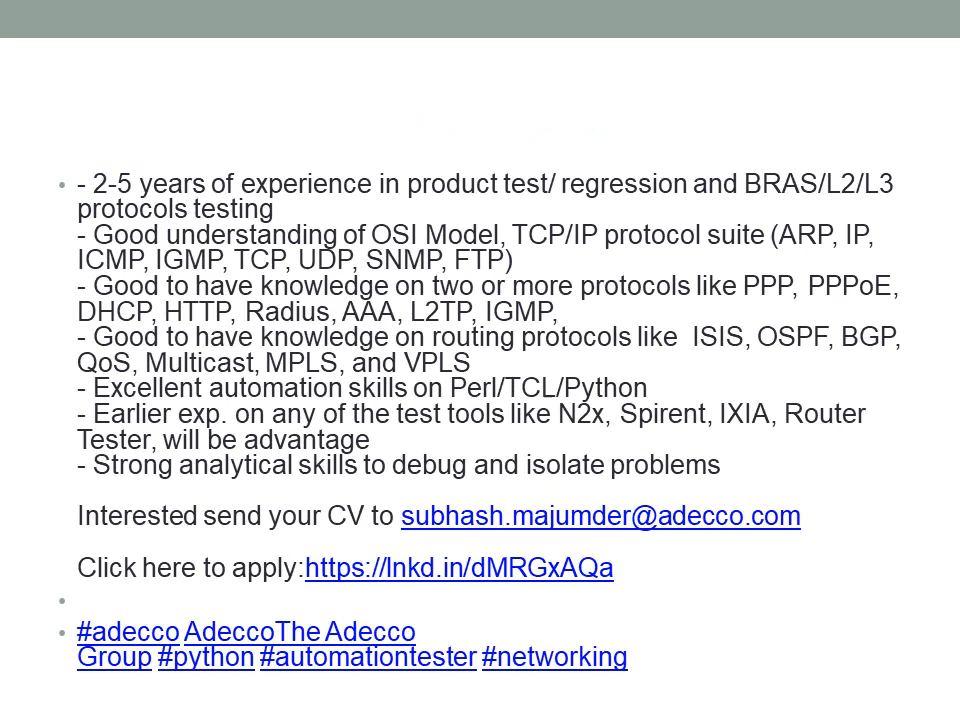 - 2-5 years of experience in product test/ regression and BRAS/L2/L3
protocols testing
- Good understanding of OSI Model, TCP/IP protocol suite (ARP, IP,
ICMP, IGMP, TCP, UDP, SNMP, FTP)
- Good to have knowledge on two or more protocols like PPP, PPPoE,
DHCP, HTTP, Radius, AAA, L2TP, IGMP,
- Good to have knowledge on routing protocols like  ISIS, OSPF, BGP,
QoS, Multicast, MPLS, and VPLS
- Excellent automation skills on Perl/TCL/Python
- Earlier exp. on any of the test tools like N2x, Spirent, IXIA, Router
Tester, will be advantage
- Strong analytical skills to debug and isolate problems
Interested send your CV to subhash.majumder@adecco.com
Click here to apply:https://lnkd.in/dMRGxAQa
#adecco AdeccoThe Adecco
Group #python #automationtester #networking